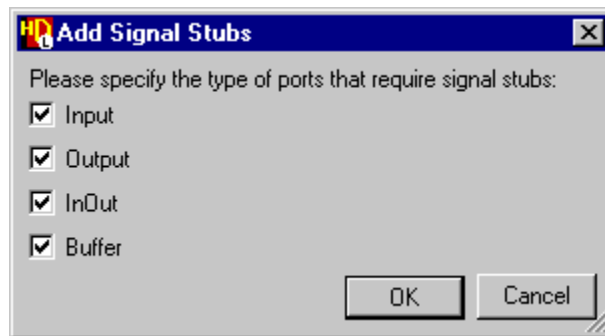 HDL Add Signal Stubs
Please specify the type of ports that require signal stubs:
Input
Output
InOut
Buffer
OK Cancel